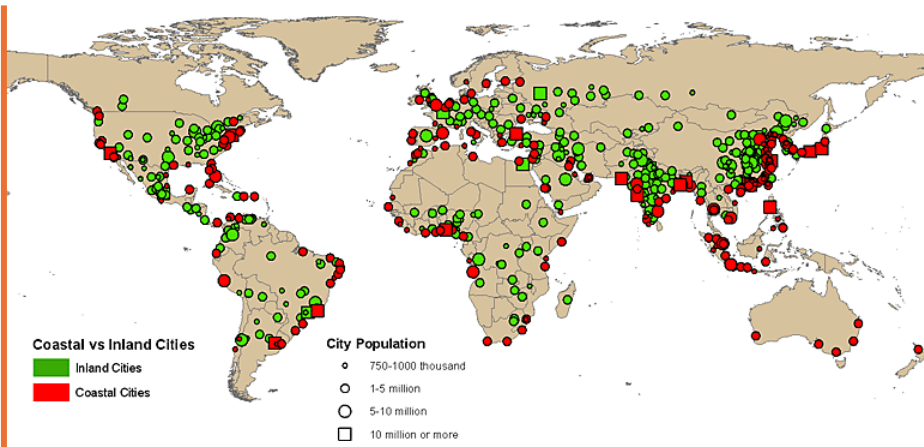 Coastal vs Inland Cities
Inland Cities
Coastal Cities
City Population
750-1000 thousand
1-5 million
5-10 million
10 million or more